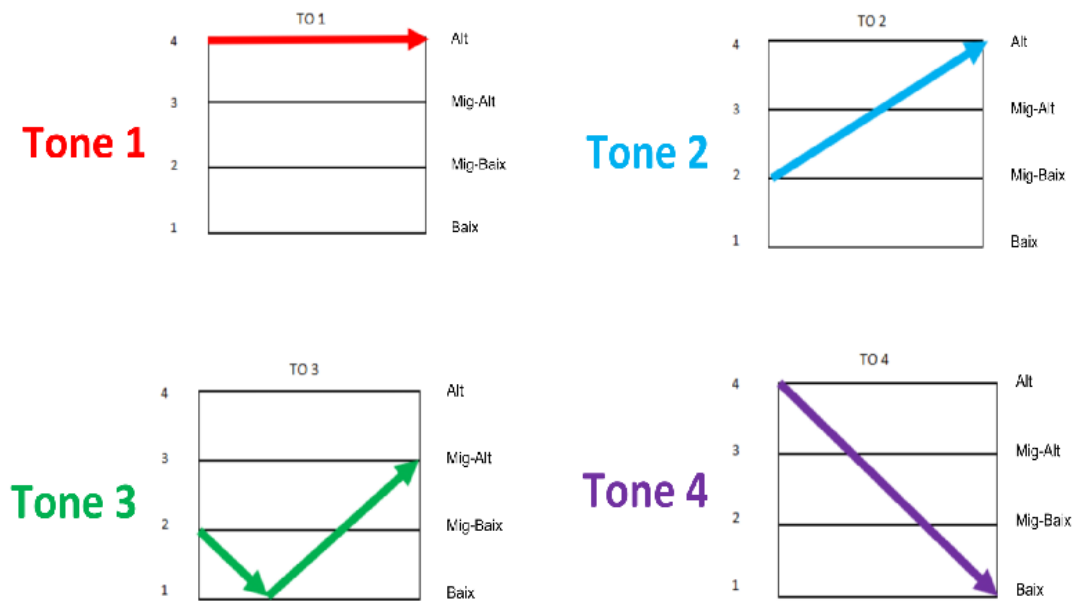 TO 1
4 Alt
3 Mig-Alt
Tone 1
2 Mig-Baix
1 Baix
TO 2
4 Alt
3 Mig-Alt
Tone 2
2 Mig-Baix
1 Baix
TO 3
4 Alt
3 Mig-Alt
Tone 3
2 Mig-Baix
1 Baix
TO 4
4 Alt
3 Mig-Alt
Tone 4
2 Mig-Baix
1 Baix